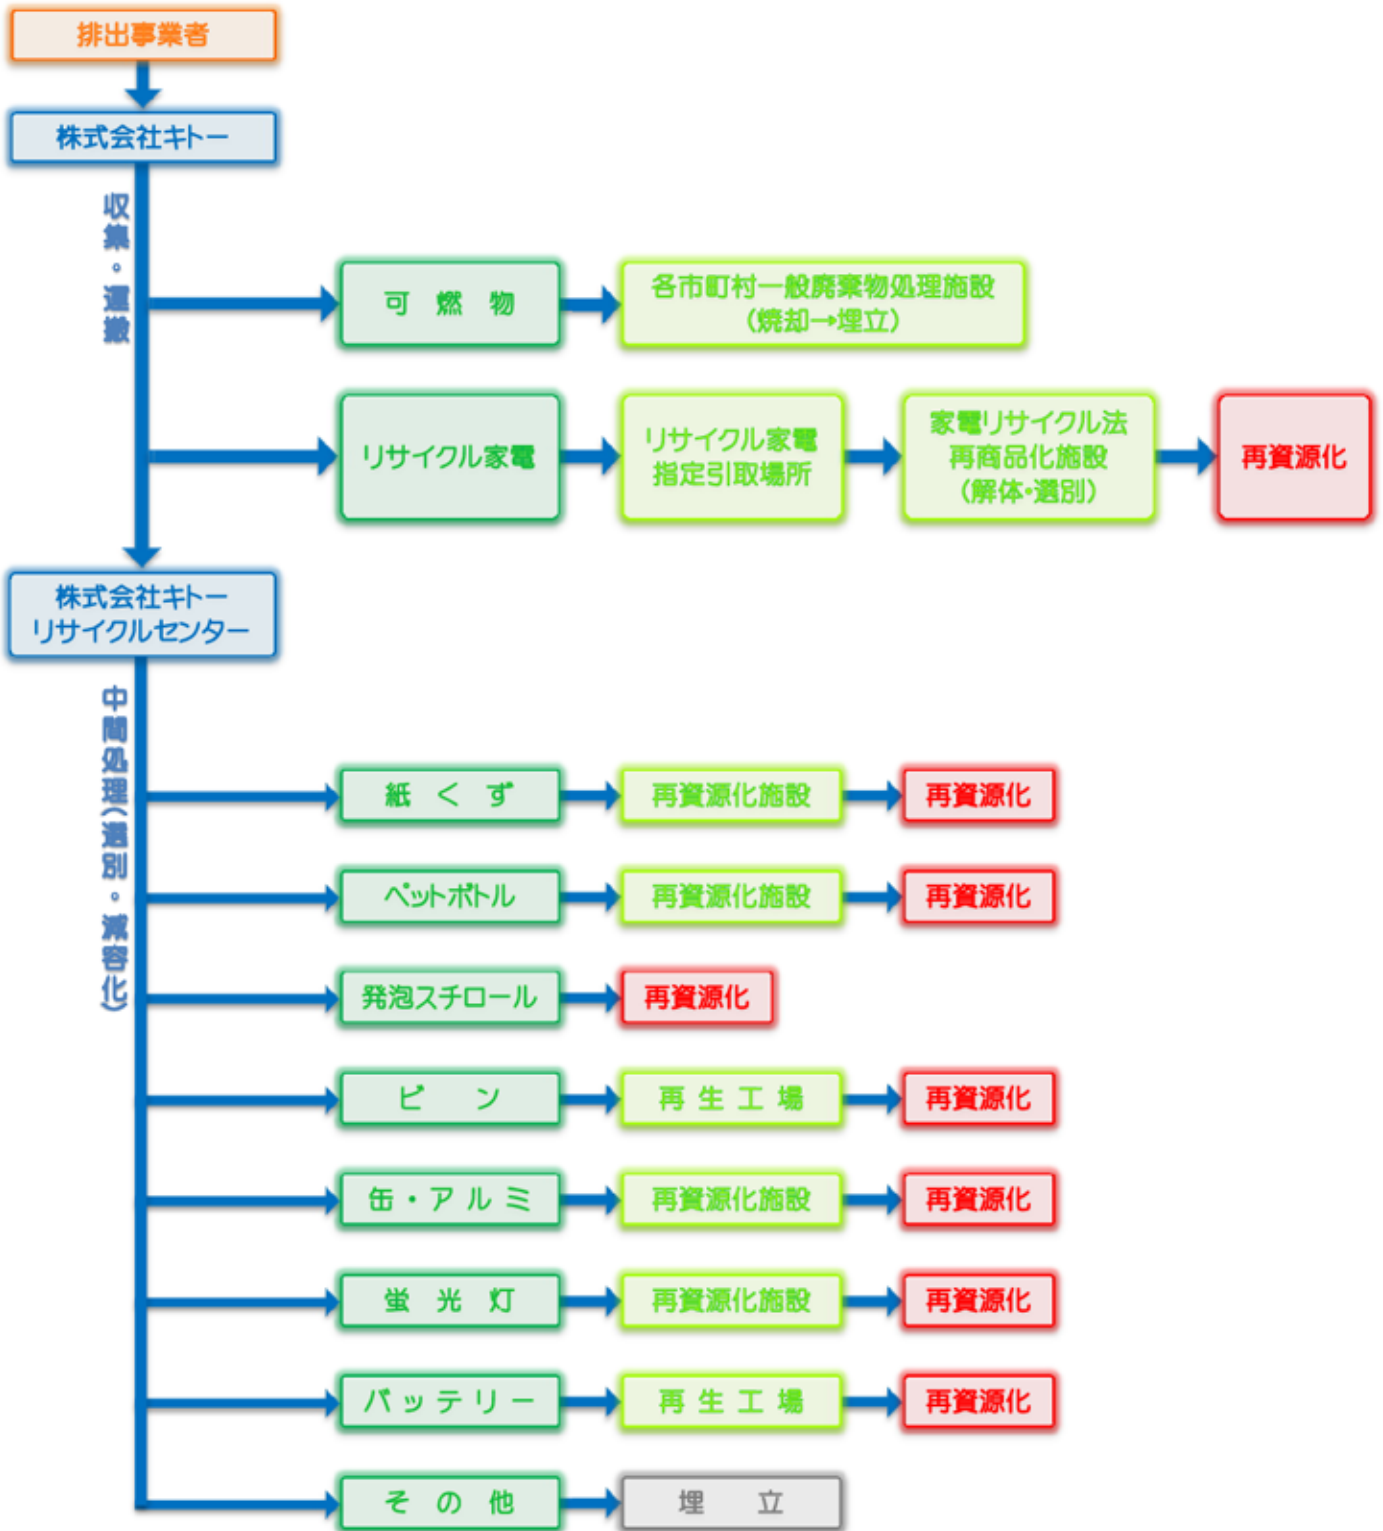 排出事業者
株式会社キトー
収集・運搬
可燃物
各市町村一般廃棄物処理施設
(焼却→埋立)
リサイクル家電
リサイクル家電
指定引取場所
家電リサイクル法
再商品化施設
(解体・選別)
再資源化
株式会社キトー
リサイクルセンター
中間処理(選別・減容化)
紙くず
再資源化施設
再資源化
ペットボトル
再資源化施設
再資源化
発泡スチロール
再資源化
ビン
再生工場
再資源化
缶・アルミ
再資源化施設
再資源化
蛍光灯
再資源化施設
再資源化
バッテリー
再生工場
再資源化
その他
埋立